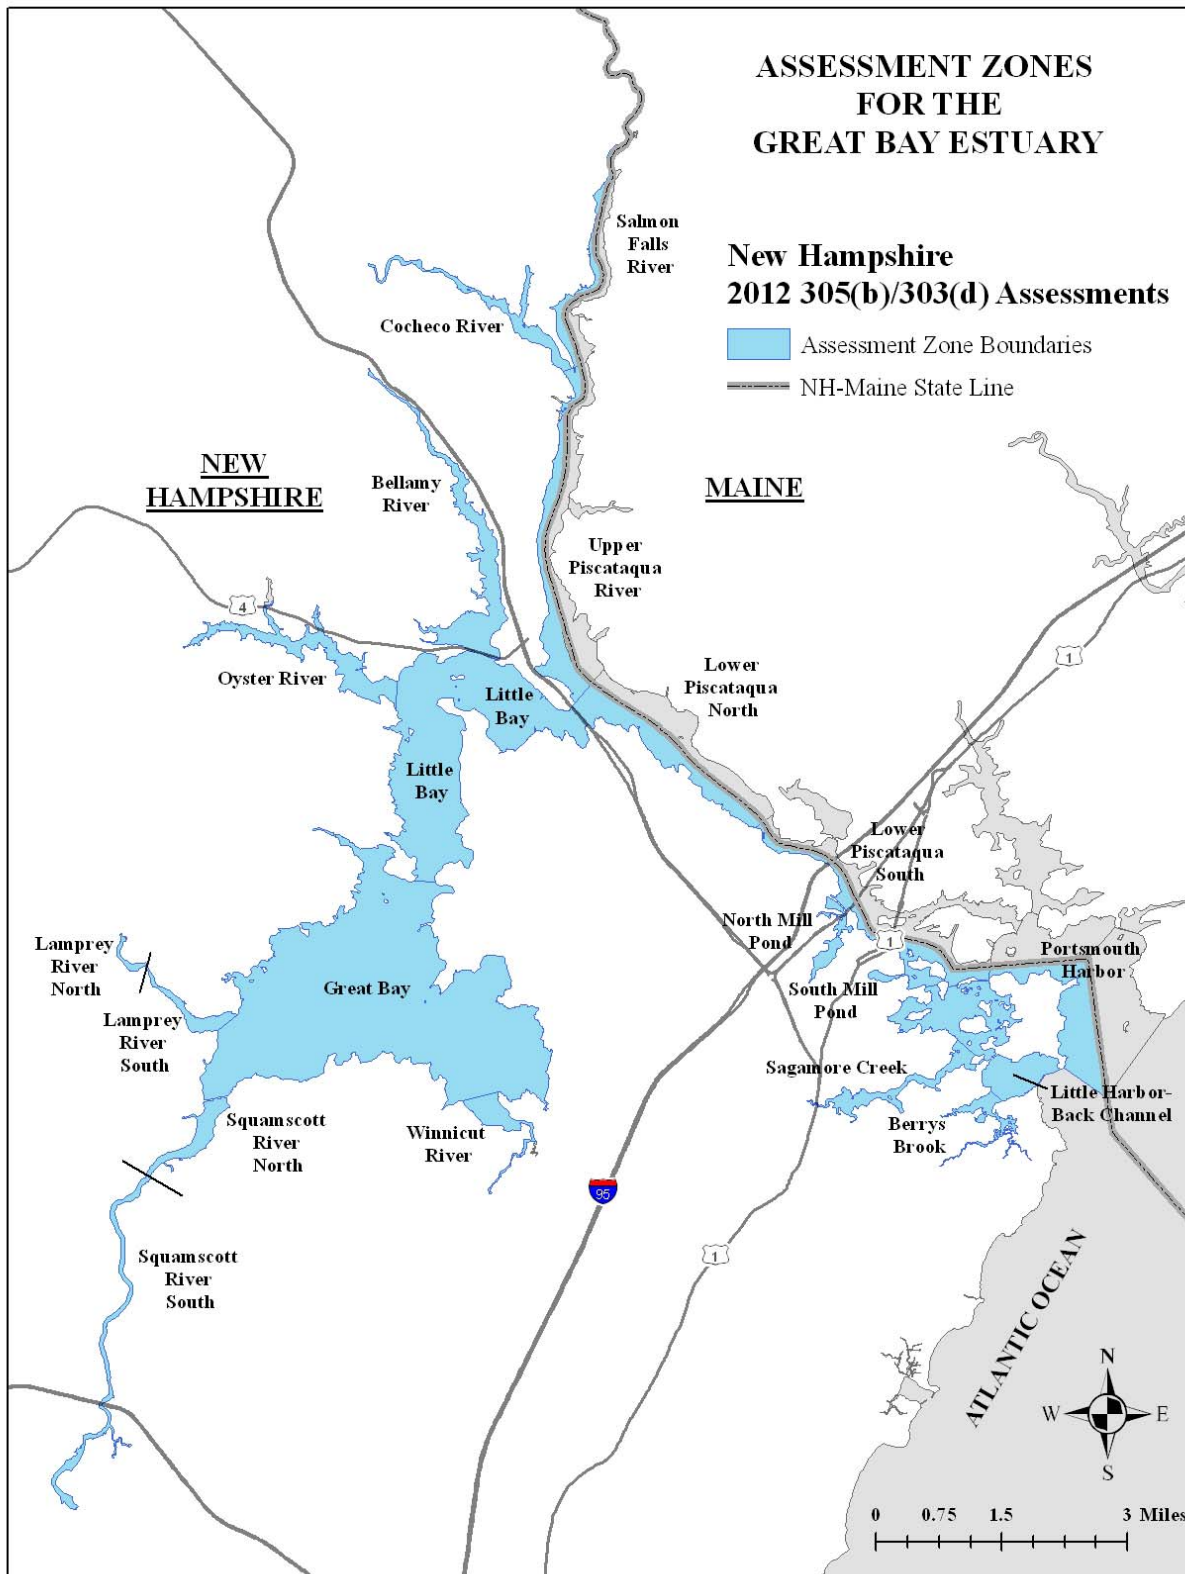 ASSESSMENT ZONES
FOR THE
GREAT BAY ESTUARY
New Hampshire
2012 305(b)/303(d) Assessments
Assessment Zone Boundaries
NH-Maine State Line
Salmon
Falls
River
Cocheco River
NEW
HAMPSHIRE
Bellamy
River
MAINE
Upper
Piscataqua
River
4
Oyster River
Little
Bay
Lower
Piscataqua
North
1
Little
Bay
Lower
Piscataqua
South
North Mill
Pond
1
Portsmouth
Harbor
Lamprey
River
North
Great Bay
South Mill
Pond
Lamprey
River
South
Sagamore Creek
Little Harbor-
Back Channel
Squamscott
River
North
Winnicut
River
Berrys
Brook
95
1
Squamscott
River
South
ATLANTIC OCEAN
N
W
E
S
0 0.75 1.5 3 Miles